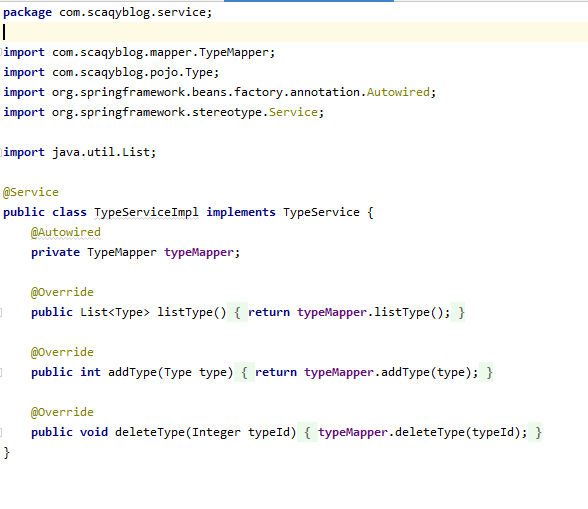 package com.scaqyblog.service;
import com.scaqyblog.mapper.TypeMapper;
import com.scaqyblog.pojo.Type;
import org.springframework.beans.factory.annotation.Autowired;
import org.springframework.stereotype.Service;
import java.util.List;
@Service
public class TypeServiceImpl implements TypeService {
@Autowired
private TypeMapper typeMapper;
@Override
public List<Type> listType() { return typeMapper.listType(); }
@Override
public int addType(Type type) { return typeMapper.addType(type); }
@Override
public void deleteType(Integer typeId) { typeMapper.deleteType(typeId); }
}